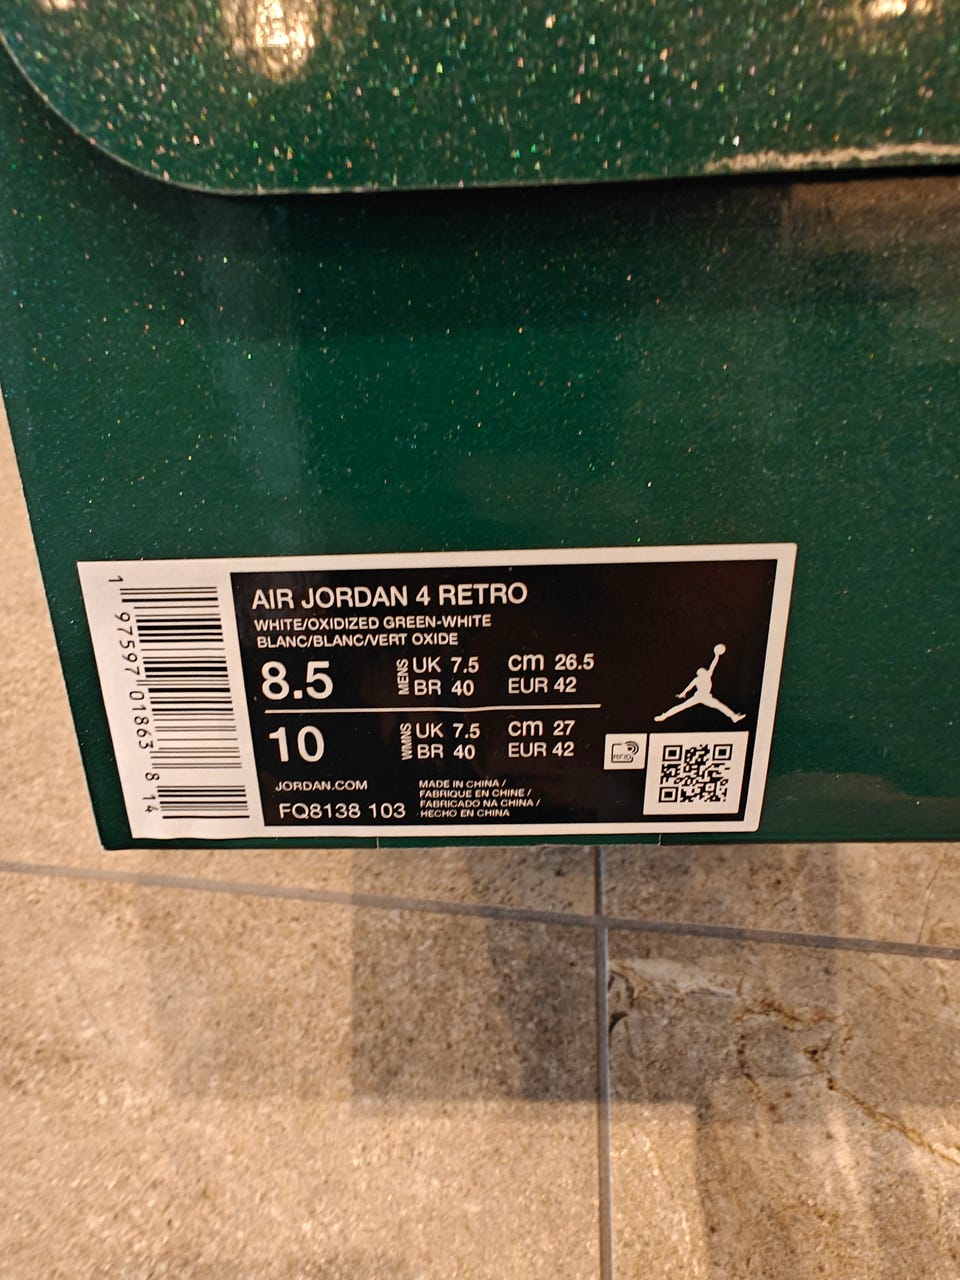 1 97597 01863 8 14
AIR JORDAN 4 RETRO
WHITE/OXIDIZED GREEN-WHITE
BLANC/BLANC/VERT OXIDE
8.5 MENS UK 7.5 cm 26.5
BR 40 EUR 42
10 WMNS UK 7.5 cm 27
BR 40 EUR 42
RFID
JORDAN.COM
FQ8138 103
MADE IN CHINA /
FABRIQUE EN CHINE /
FABRICADO NA CHINA /
HECHO EN CHINA